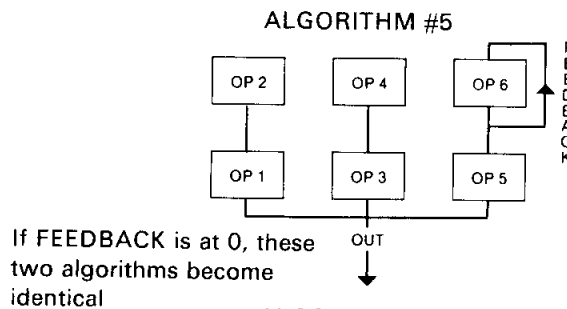 ALGORITHM #5
OP 2 OP 4 OP 6
FEEDBACK
OP 1 OP 3 OP 5
OUT
If FEEDBACK is at 0, these
two algorithms become
identical